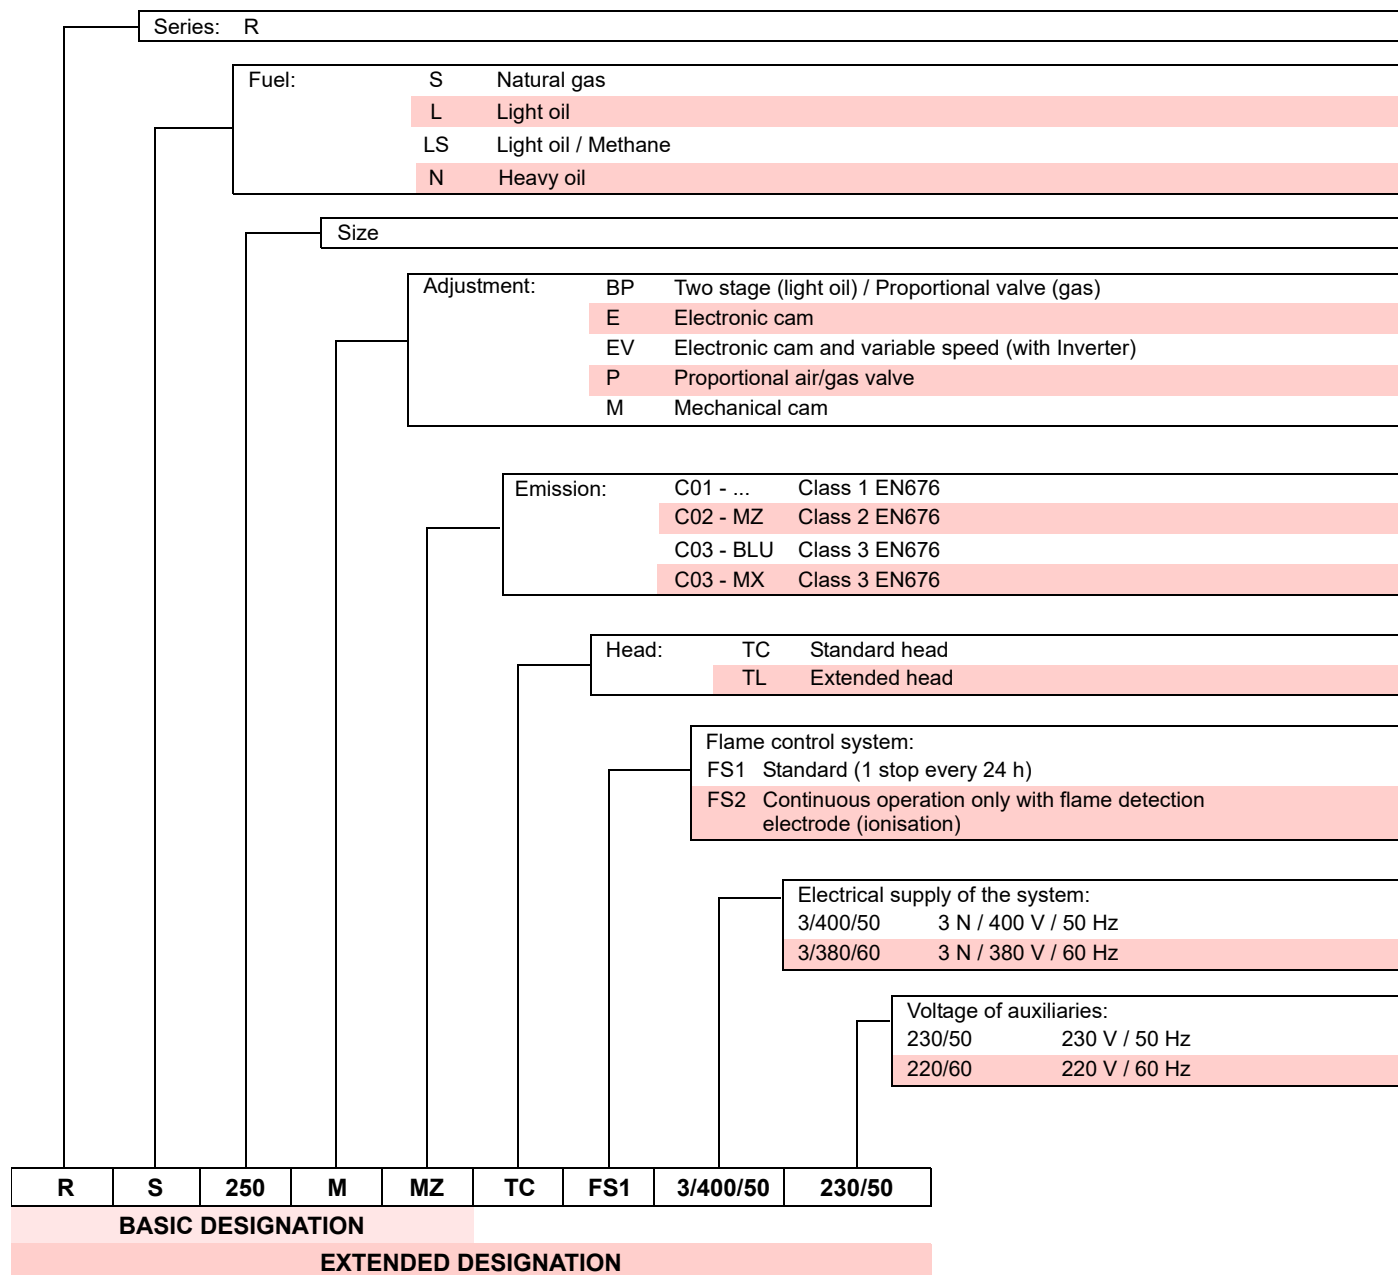 Series: R
Fuel: S Natural gas
L Light oil
LS Light oil / Methane
N Heavy oil
Size
Adjustment: BP Two stage (light oil) / Proportional valve (gas)
E Electronic cam
EV Electronic cam and variable speed (with Inverter)
P Proportional air/gas valve
M Mechanical cam
Emission: C01 - ... Class 1 EN676
C02 - MZ Class 2 EN676
C03 - BLU Class 3 EN676
C03 - MX Class 3 EN676
Head: TC Standard head
TL Extended head
Flame control system:
FS1 Standard (1 stop every 24 h)
FS2 Continuous operation only with flame detection
electrode (ionisation)
Electrical supply of the system:
3/400/50 3 N / 400 V / 50 Hz
3/380/60 3 N / 380 V / 60 Hz
Voltage of auxiliaries:
230/50 230 V / 50 Hz
220/60 220 V / 60 Hz
R S 250 M MZ TC FS1 3/400/50 230/50
BASIC DESIGNATION
EXTENDED DESIGNATION